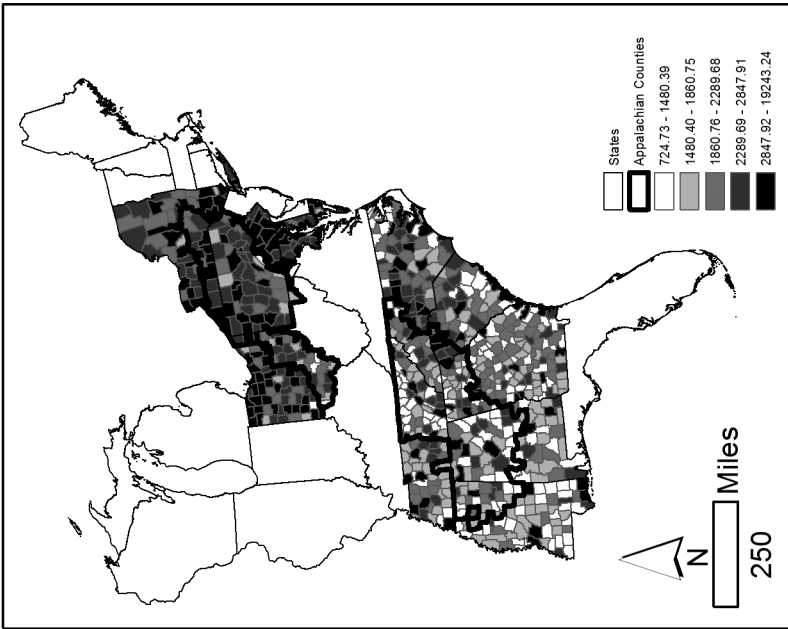 States
Appalachian Counties
724.73 - 1480.39
1480.40 - 1860.75
1860.76 - 2289.68
2289.69 - 2847.91
2847.92 - 19243.24
N
Miles
250